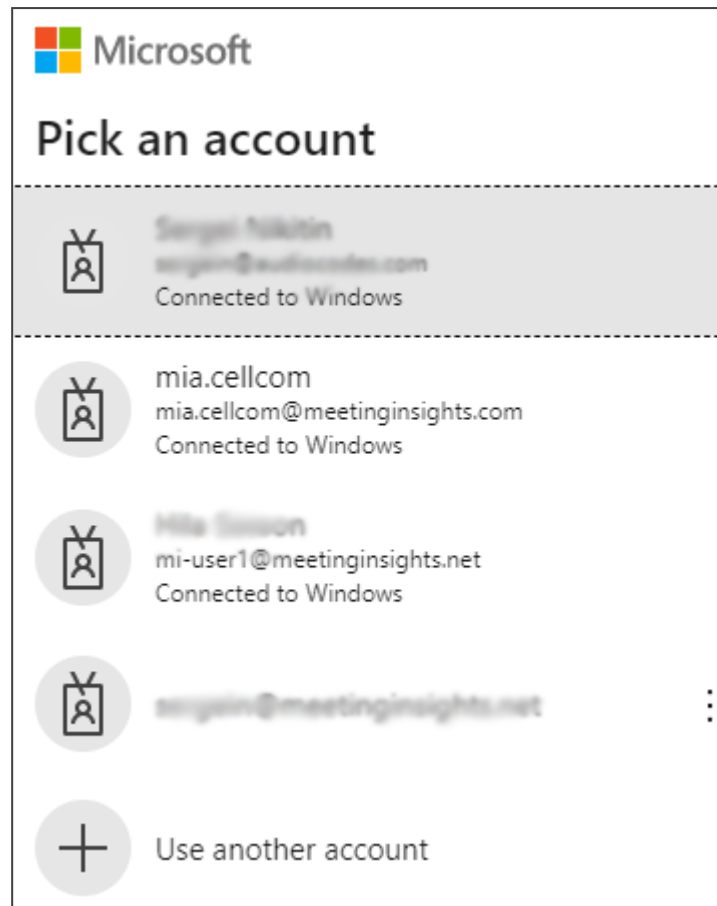 Microsoft
Pick an account
Connected to Windows
mia.cellcom
mia.cellcom@meetinginsights.com
Connected to Windows
mi-user1@meetinginsights.net
Connected to Windows
Use another account